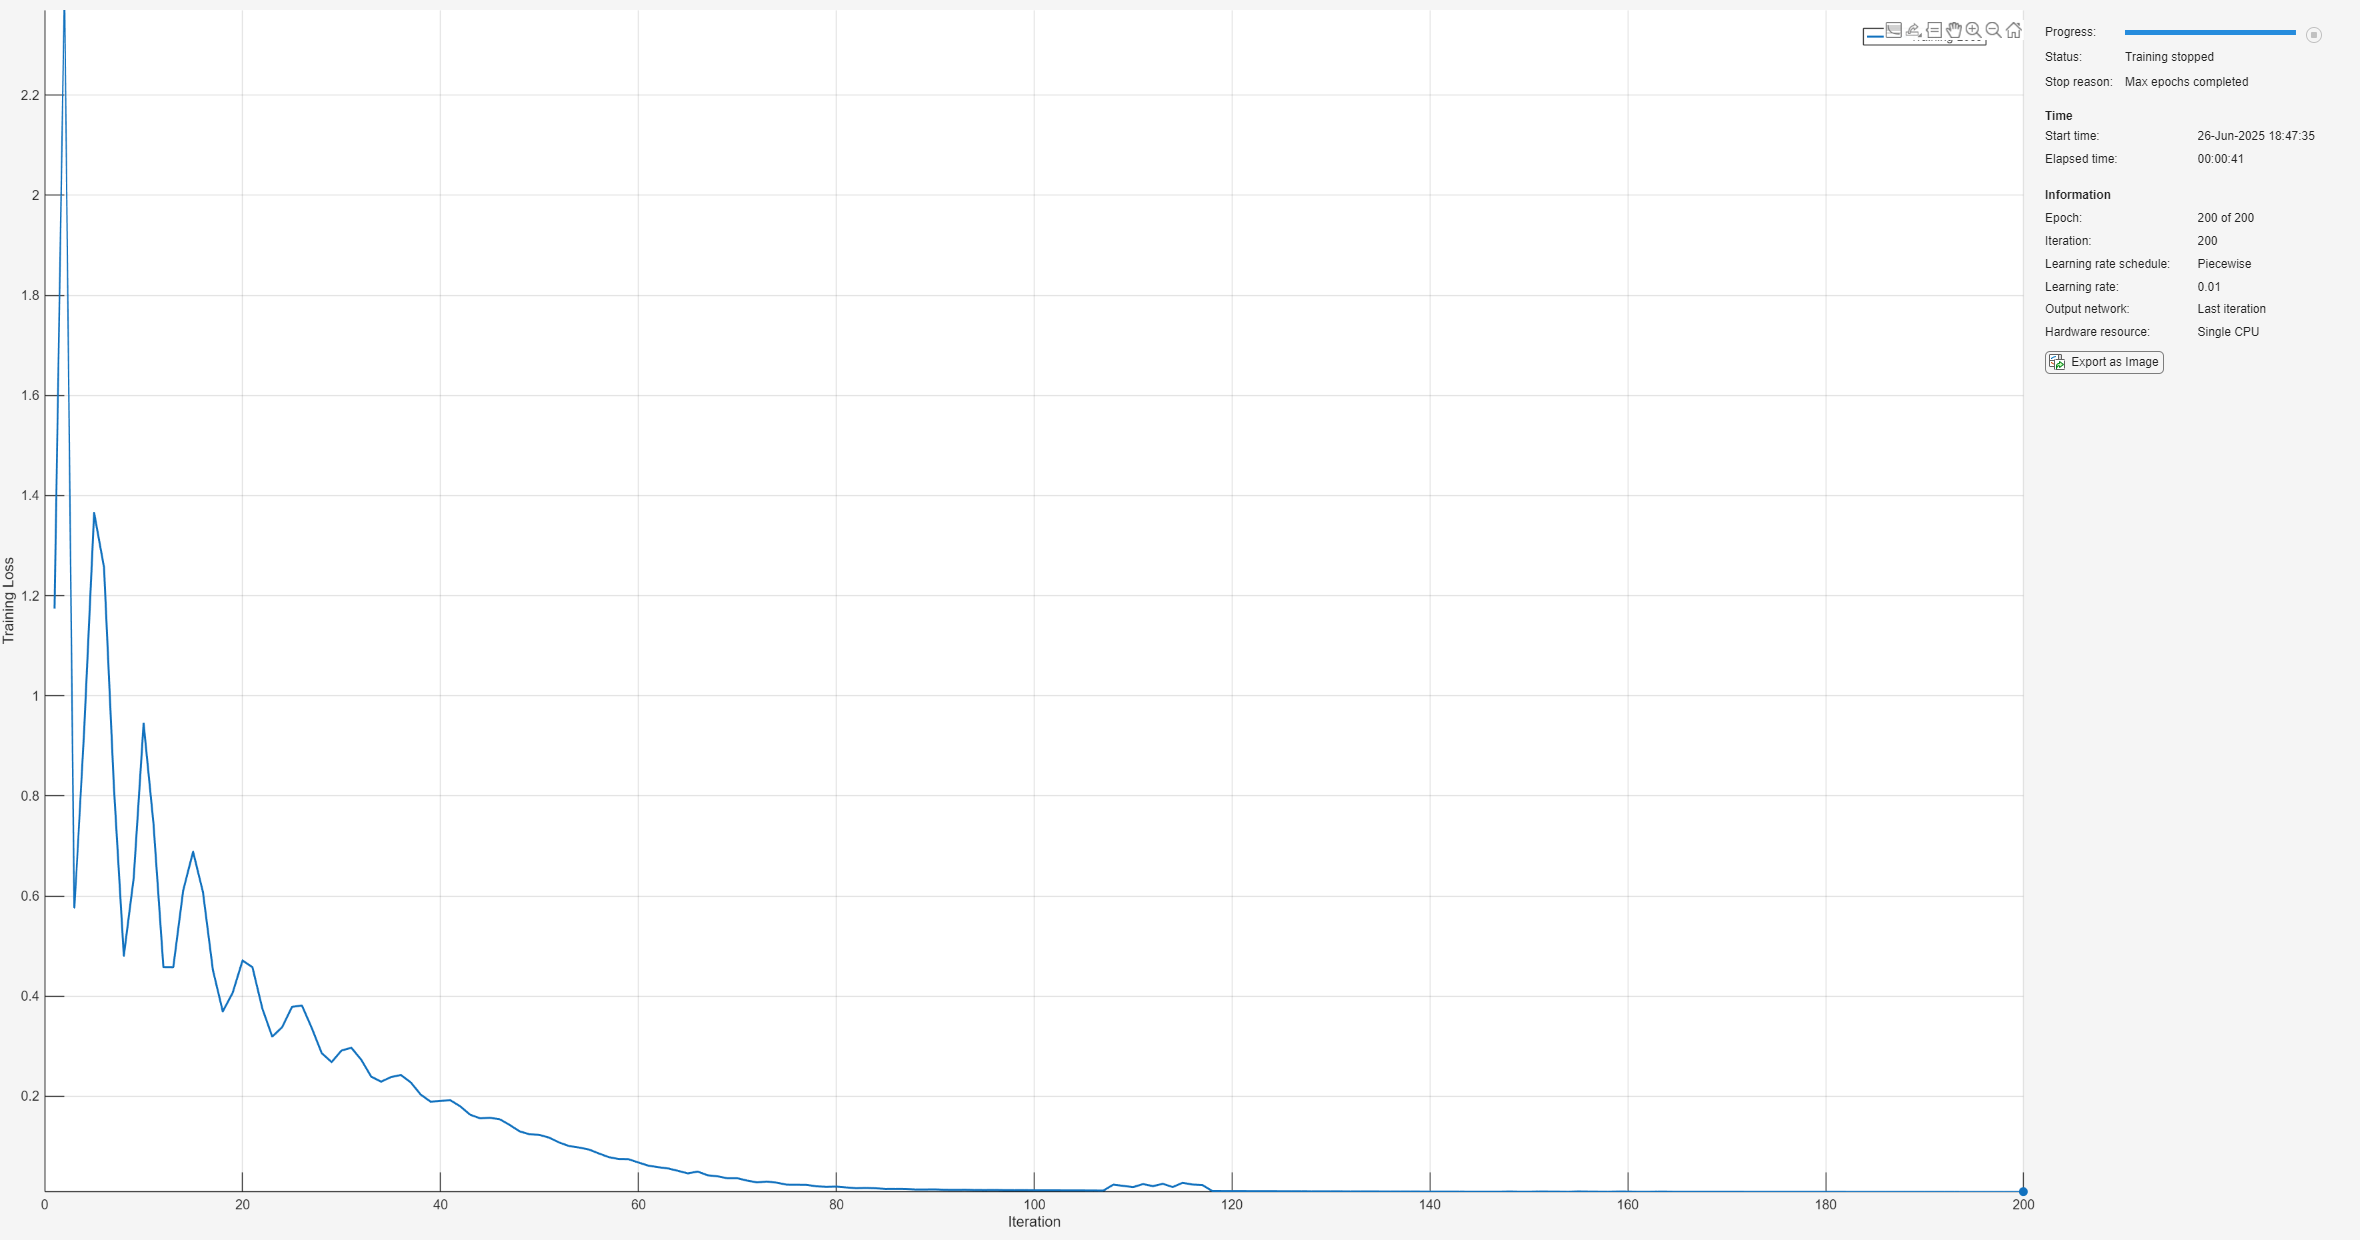 2.2
2
1.8
1.6
1.4
1.2
1
0.8
0.6
0.4
0.2
Training Loss
0 20 40 60 80 100 120 140 160 180 200
Iteration
Progress:
Status: Training stopped
Stop reason: Max epochs completed
Time
Start time: 26-Jun-2025 18:47:35
Elapsed time: 00:00:41
Information
Epoch: 200 of 200
Iteration: 200
Learning rate schedule: Piecewise
Learning rate: 0.01
Output network: Last iteration
Hardware resource: Single CPU
Export as Image